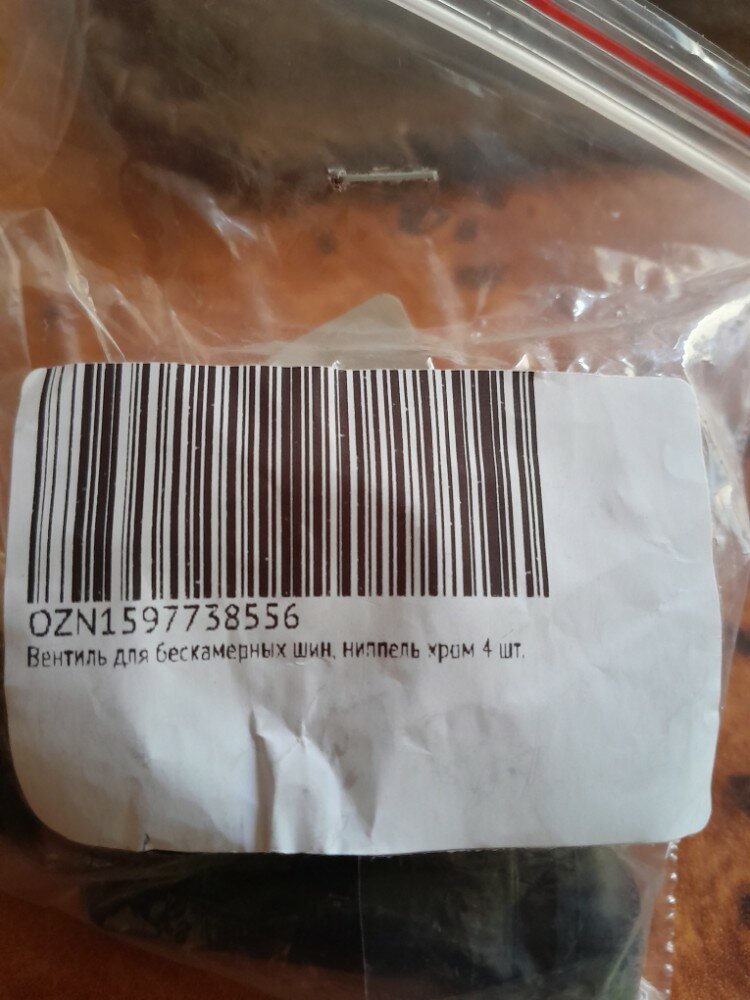 OZN1597738556
Вентиль для бескамерных шин, ниппель хром 4 шт.